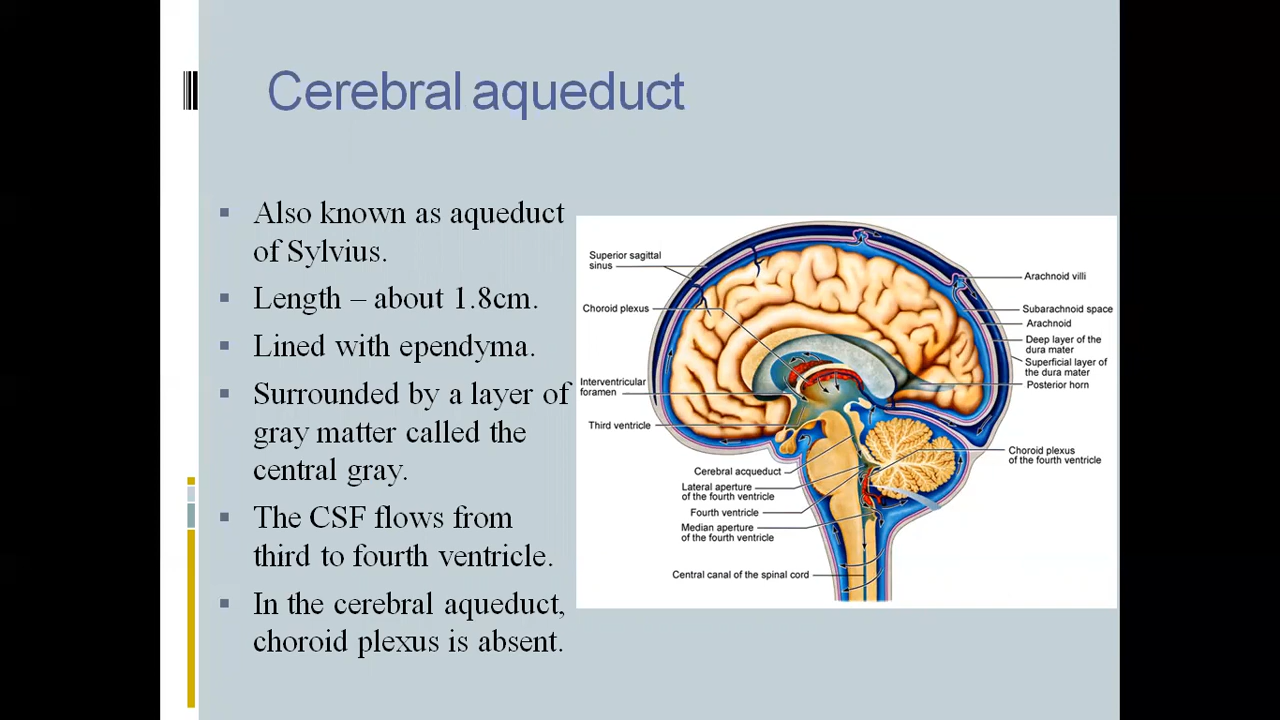 Cerebral aqueduct
Also known as aqueduct
of Sylvius.
Length – about 1.8cm.
Lined with ependyma.
Surrounded by a layer of
gray matter called the
central gray.
The CSF flows from
third to fourth ventricle.
In the cerebral aqueduct,
choroid plexus is absent.
Superior sagittal
sinus
Choroid plexus
Interventricular
foramen
Third ventricle
Cerebral acqueduct
Lateral aperture
of the fourth ventricle
Fourth ventricle
Median aperture
of the fourth ventricle
Central canal of the spinal cord
Arachnoid villi
Subarachnoid space
Arachnoid
Deep layer of the
dura mater
Superficial layer of
the dura mater
Posterior horn
Choroid plexus
of the fourth ventricle